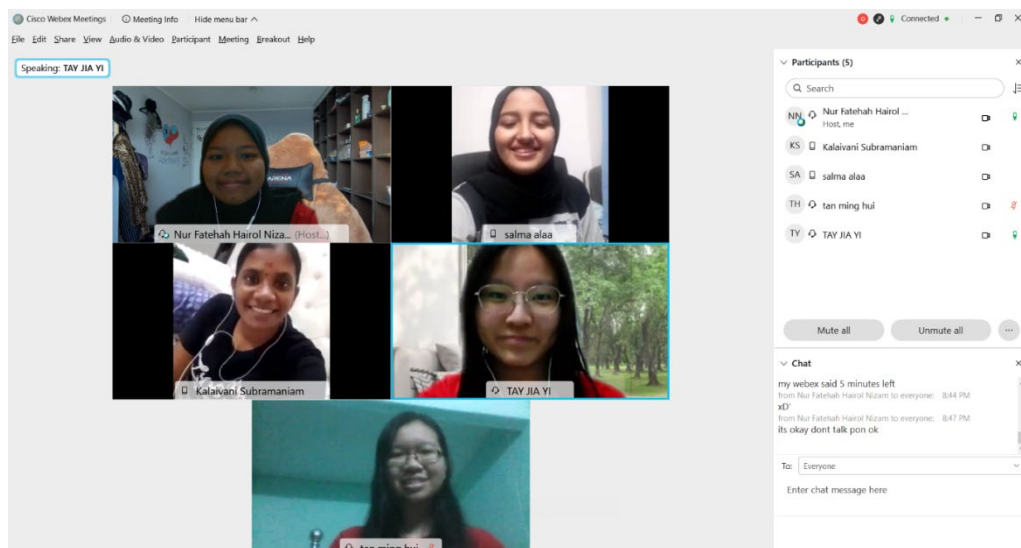 Cisco Webex Meetings Meeting Info Hide menu bar
Connected
File Edit Share View Audio & Video Participant Meeting Breakout Help
Speaking: TAY JIA YI
ARENA
Nur Fatehah Hairol Niza... (Host...)
salma alaa
Kalaivani Subramaniam
TAY JIA YI
tan ming hui
Participants (5)
Search
NN Nur Fatehah Hairol ...
Host, me
KS Kalaivani Subramaniam
SA salma alaa
TH tan ming hui
TY TAY JIA YI
Mute all Unmute all ...
Chat
my webex said 5 minutes left
from Nur Fatehah Hairol Nizam to everyone: 8:44 PM
xD'
from Nur Fatehah Hairol Nizam to everyone: 8:47 PM
its okay dont talk pon ok
To: Everyone
Enter chat message here